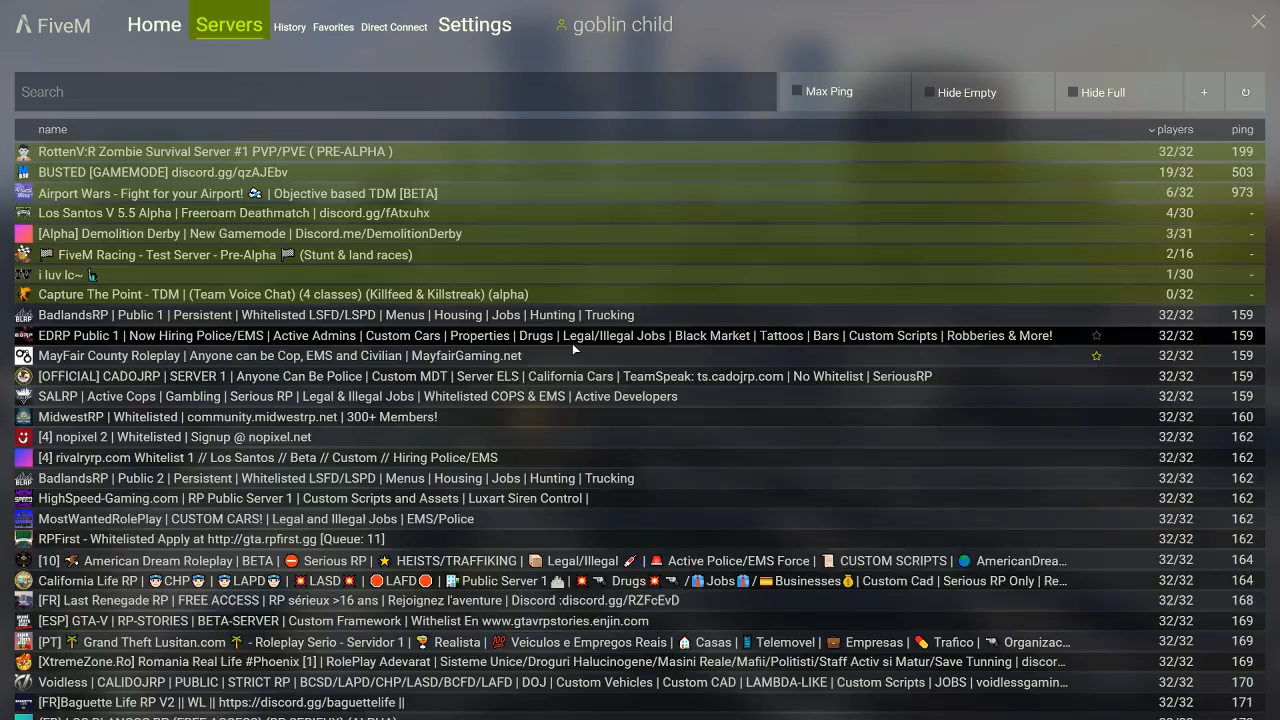 FiveM Home Servers History Favorites Direct Connect Settings goblin child
Search Max Ping Hide Empty Hide Full +
name players ping
RottenV:R Zombie Survival Server #1 PVP/PVE ( PRE-ALPHA ) 32/32 199
BUSTED [GAMEMODE] discord.gg/qzAJEbv 19/32 503
Airport Wars - Fight for your Airport! | Objective based TDM [BETA] 6/32 973
Los Santos V 5.5 Alpha | Freeroam Deathmatch | discord.gg/fAtxuhx 4/30 -
[Alpha] Demolition Derby | New Gamemode | Discord.me/DemolitionDerby 3/31 -
🏁 FiveM Racing - Test Server - Pre-Alpha 🏁 (Stunt & land races) 2/16 -
i luv lc~ 1/30 -
Capture The Point - TDM | (Team Voice Chat) (4 classes) (Killfeed & Killstreak) (alpha) 0/32 -
BadlandsRP | Public 1 | Persistent | Whitelisted LSFD/LSPD | Menus | Housing | Jobs | Hunting | Trucking 32/32 159
EDRP Public 1 | Now Hiring Police/EMS | Active Admins | Custom Cars | Properties | Drugs | Legal/Illegal Jobs | Black Market | Tattoos | Bars | Custom Scripts | Robberies & More! 32/32 159
MayFair County Roleplay | Anyone can be Cop, EMS and Civilian | MayfairGaming.net 32/32 159
[OFFICIAL] CADOJRP | SERVER 1 | Anyone Can Be Police | Custom MDT | Server ELS | California Cars | TeamSpeak: ts.cadojrp.com | No Whitelist | SeriousRP 32/32 159
SALRP | Active Cops | Gambling | Serious RP | Legal & Illegal Jobs | Whitelisted COPS & EMS | Active Developers 32/32 159
MidwestRP | Whitelisted | community.midwestrp.net | 300+ Members! 32/32 160
[4] nopixel 2 | Whitelisted | Signup @ nopixel.net 32/32 162
[4] rivalryrp.com Whitelist 1 // Los Santos // Beta // Custom // Hiring Police/EMS 32/32 162
BadlandsRP | Public 2 | Persistent | Whitelisted LSFD/LSPD | Menus | Housing | Jobs | Hunting | Trucking 32/32 162
HighSpeed-Gaming.com | RP Public Server 1 | Custom Scripts and Assets | Luxart Siren Control | 32/32 162
MostWantedRolePlay | CUSTOM CARS! | Legal and Illegal Jobs | EMS/Police 32/32 162
RPFirst - Whitelisted Apply at http://gta.rpfirst.gg [Queue: 11] 32/32 162
[10] 🦅 American Dream Roleplay | BETA | ⛔ Serious RP | ⭐ HEISTS/TRAFFIKING | 📦 Legal/Illegal 🚀 | 🚨 Active Police/EMS Force | 📜 CUSTOM SCRIPTS | 🌎 AmericanDrea... 32/32 164
California Life RP | 👮CHP👮 | 👮LAPD👮 | 💥LASD💥 | 🛑LAFD🛑 | Public Server 1 | 💥 🔫 Drugs💥 🔫 /🎁Jobs🎁/💳Businesses💰| Custom Cad | Serious RP Only | Re... 32/32 164
[FR] Last Renegade RP | FREE ACCESS | RP sérieux >16 ans | Rejoignez l'aventure | Discord :discord.gg/RZFcEvD 32/32 168
[ESP] GTA-V | RP-STORIES | BETA-SERVER | Custom Framework | Withelist En www.gtavrpstories.enjin.com 32/32 169
[PT] 🌴 Grand Theft Lusitan.com 🌴 - Roleplay Serio - Servidor 1 | 🏆 Realista | 💯 Veiculos e Empregos Reais | 🏠 Casas | 📱 Telemovel | 💼 Empresas | 💊 Trafico | 🔫 Organizac... 32/32 169
[XtremeZone.Ro] Romania Real Life #Phoenix [1] | RolePlay Adevarat | Sisteme Unice/Droguri Halucinogene/Masini Reale/Mafii/Politisti/Staff Activ si Matur/Save Tunning | discor... 32/32 169
Voidless | CALIDOJRP | PUBLIC | STRICT RP | BCSD/LAPD/CHP/LASD/BCFD/LAFD | DOJ | Custom Vehicles | Custom CAD | LAMBDA-LIKE | Custom Scripts | JOBS | voidlessgamin... 32/32 170
[FR]Baguette Life RP V2 || WL || https://discord.gg/baguettelife || 32/32 171